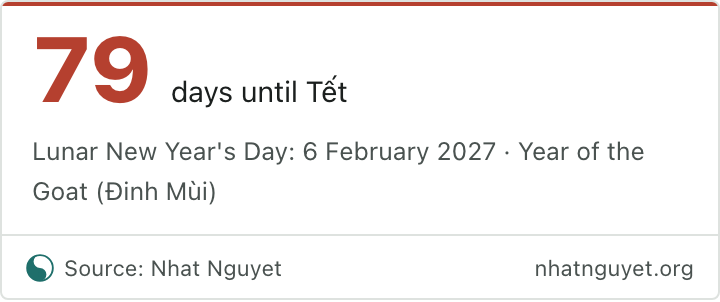 79 days until Tết
Lunar New Year's Day: 6 February 2027 · Year of the
Goat (Đinh Mùi)
Source: Nhat Nguyet
nhatnguyet.org